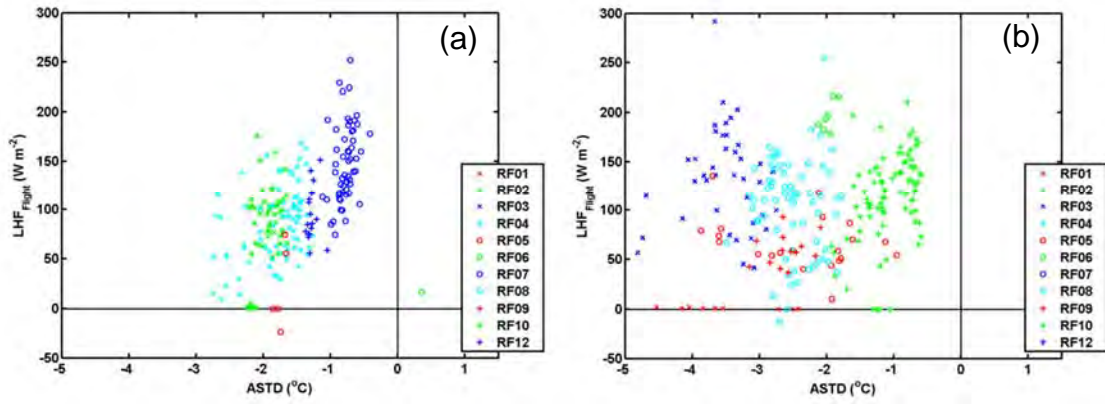 (a)
300
250
200
150
100
50
0
-50
LHF_Flight (W m⁻²)
-5 -4 -3 -2 -1 0 1
ASTD (°C)
RF01
RF02
RF03
RF04
RF05
RF06
RF07
RF08
RF09
RF10
RF12
(b)
300
250
200
150
100
50
0
-50
LHF_Flight (W m⁻²)
-5 -4 -3 -2 -1 0 1
ASTD (°C)
RF01
RF02
RF03
RF04
RF05
RF06
RF07
RF08
RF09
RF10
RF12